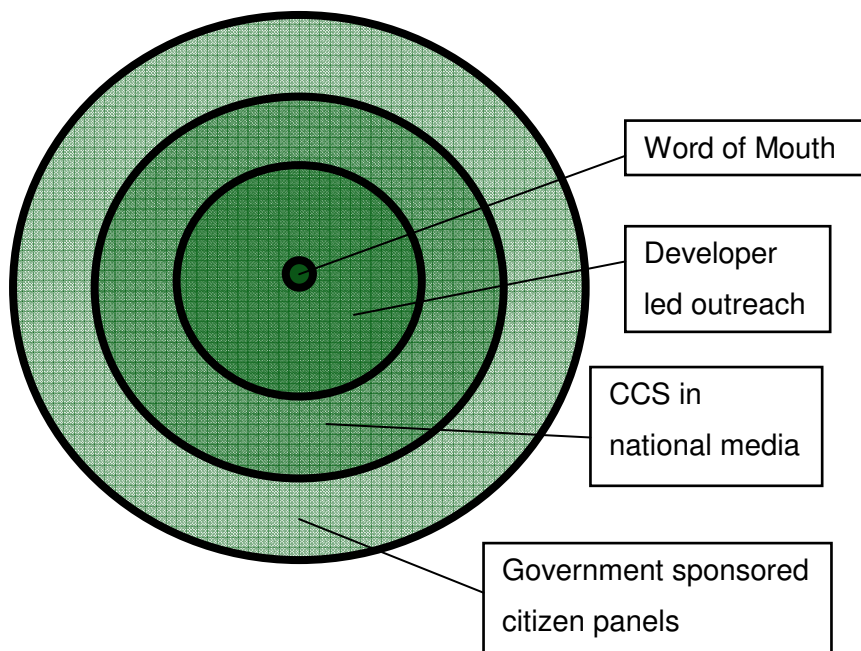 Word of Mouth
Developer
led outreach
CCS in
national media
Government sponsored
citizen panels